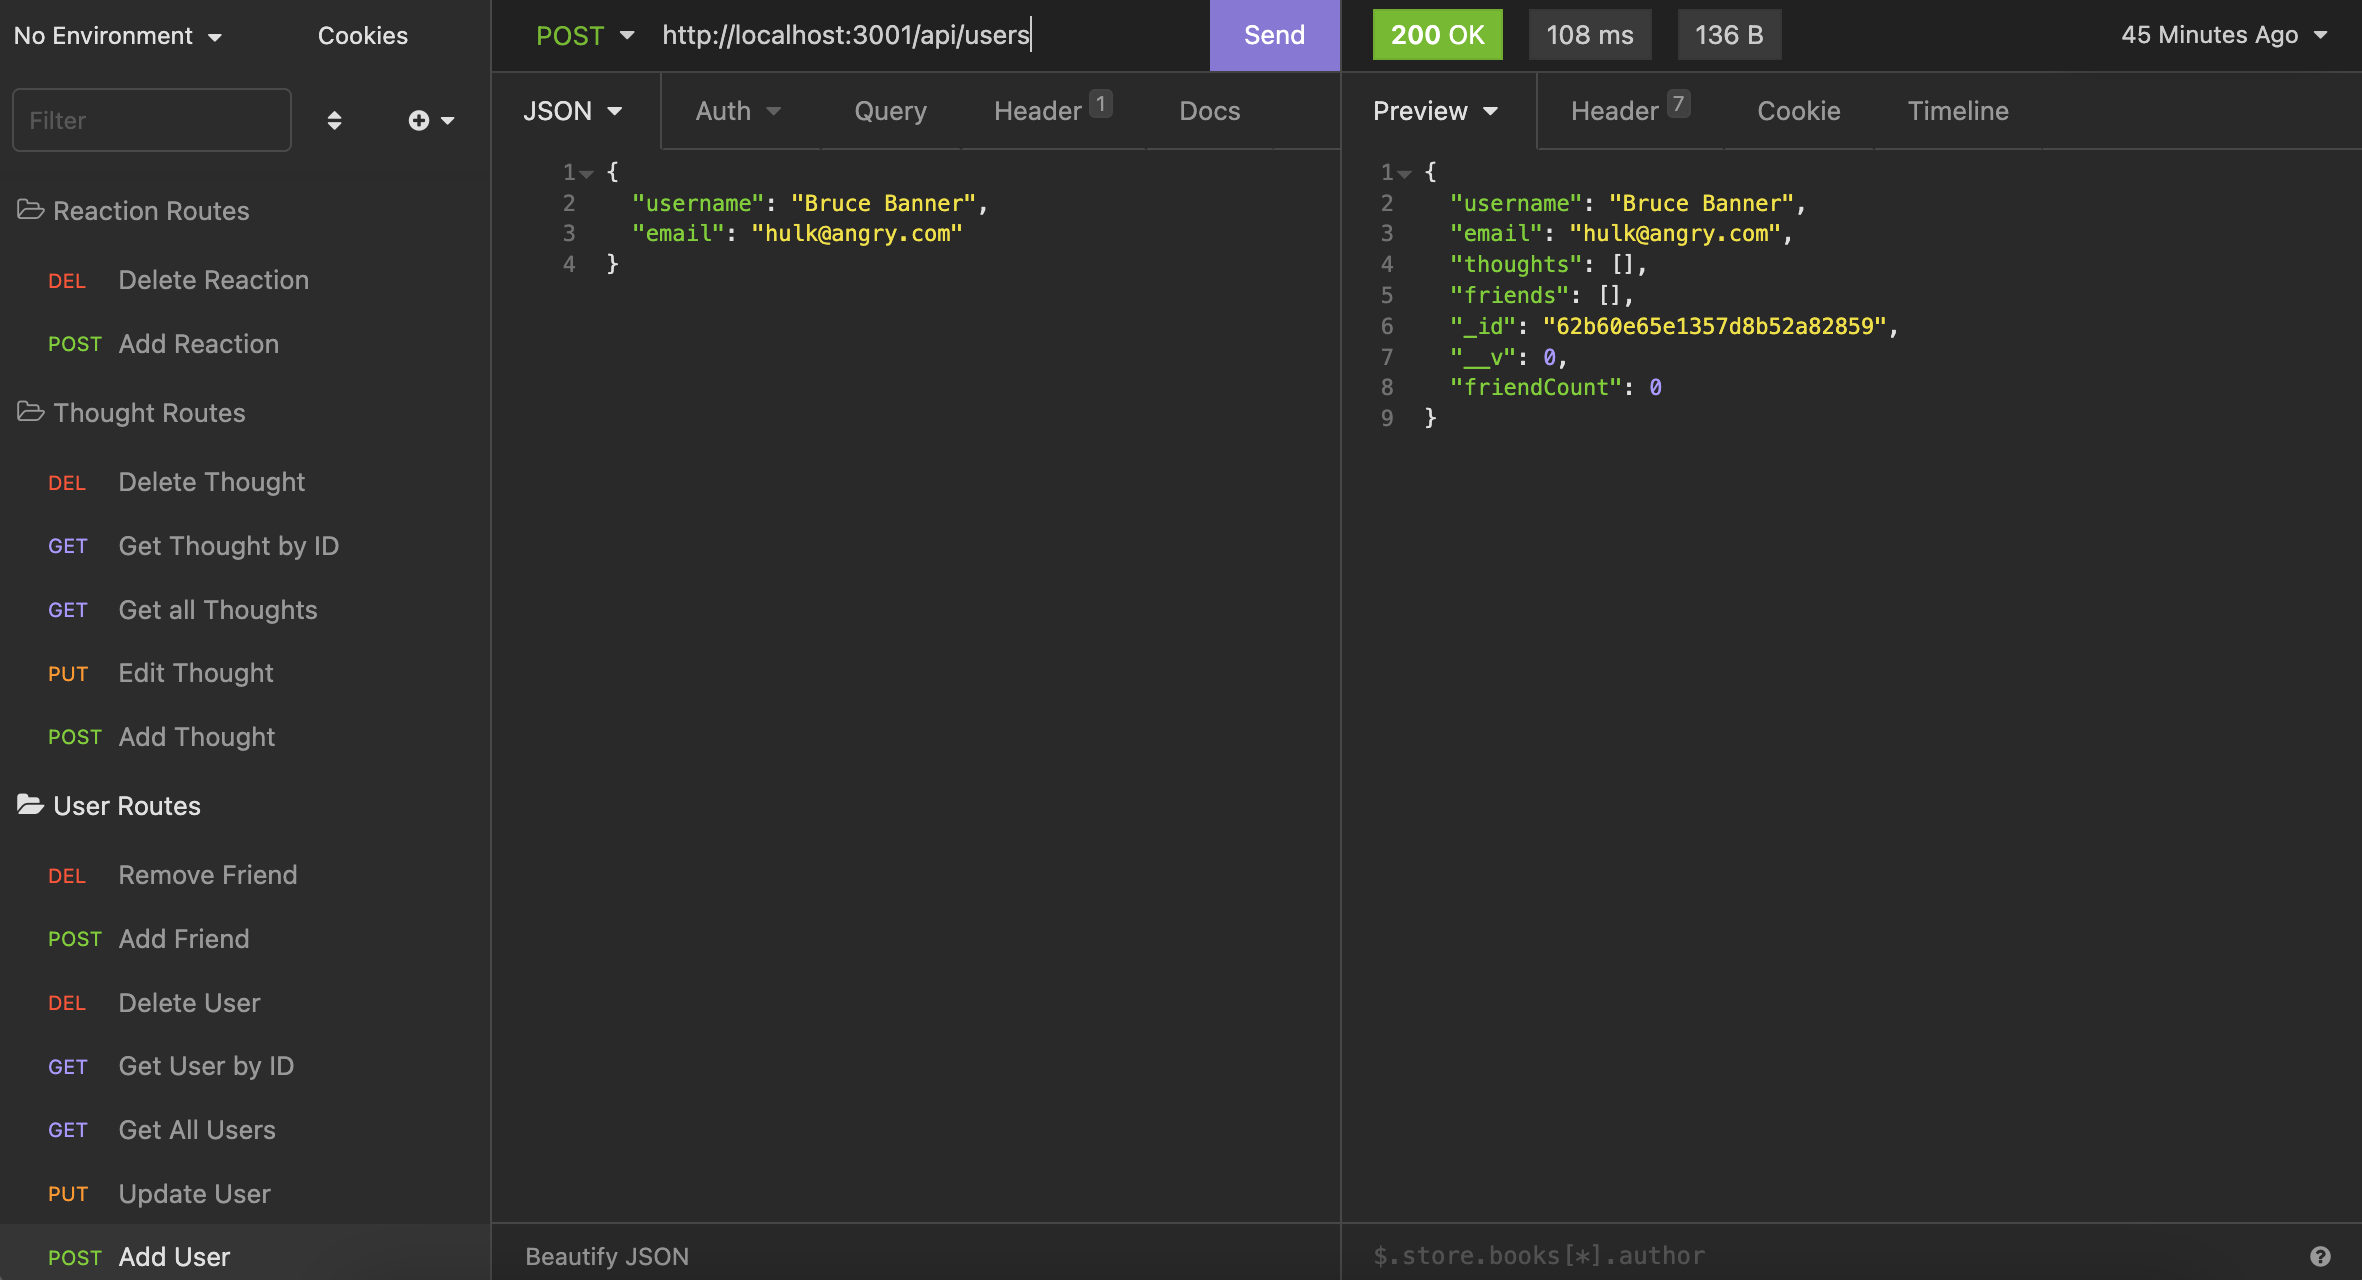 No Environment Cookies
Filter
Reaction Routes
DEL Delete Reaction
POST Add Reaction
Thought Routes
DEL Delete Thought
GET Get Thought by ID
GET Get all Thoughts
PUT Edit Thought
POST Add Thought
User Routes
DEL Remove Friend
POST Add Friend
DEL Delete User
GET Get User by ID
GET Get All Users
PUT Update User
POST Add User
POST http://localhost:3001/api/users Send
JSON Auth Query Header 1 Docs
1 {
2 "username": "Bruce Banner",
3 "email": "hulk@angry.com"
4 }
Beautify JSON
200 OK 108 ms 136 B 45 Minutes Ago
Preview Header 7 Cookie Timeline
1 {
2 "username": "Bruce Banner",
3 "email": "hulk@angry.com",
4 "thoughts": [],
5 "friends": [],
6 "_id": "62b60e65e1357d8b52a82859",
7 "__v": 0,
8 "friendCount": 0
9 }
$.store.books[*].author